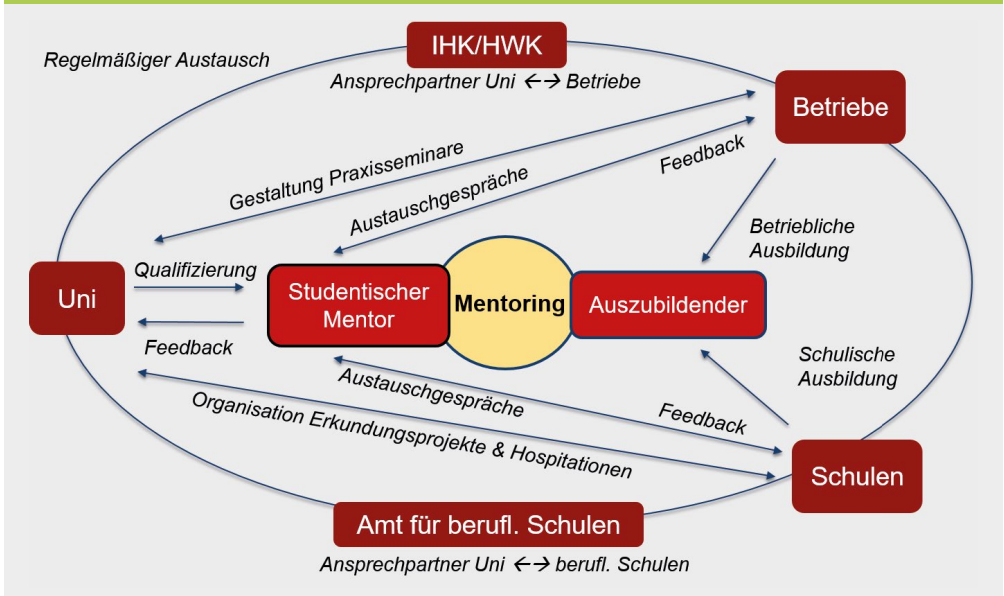 IHK/HWK
Regelmäßiger Austausch
Ansprechpartner Uni ←→ Betriebe
Betriebe
Gestaltung Praxisseminare
Austauschgespräche
Feedback
Betriebliche
Ausbildung
Uni
Qualifizierung
Feedback
Studentischer
Mentor
Mentoring
Auszubildender
Schulische
Ausbildung
Austauschgespräche
Feedback
Organisation Erkundungsprojekte & Hospitationen
Schulen
Amt für berufl. Schulen
Ansprechpartner Uni ←→ berufl. Schulen